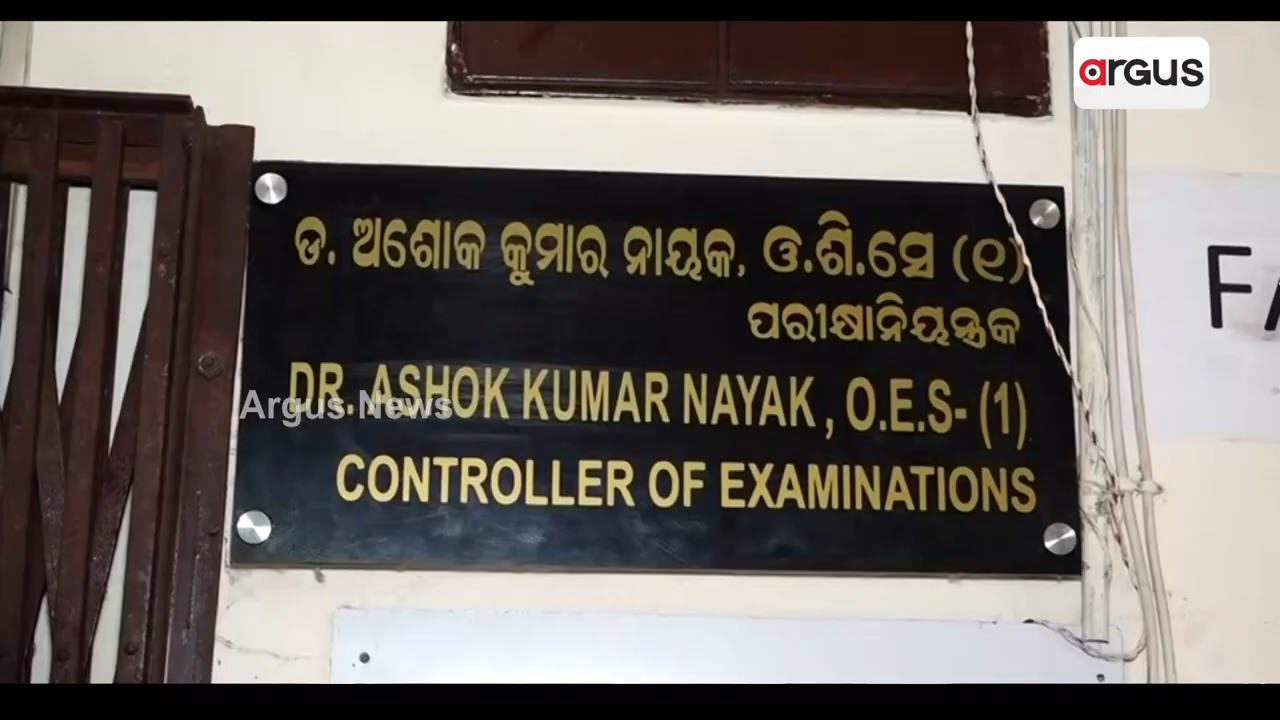 argus
ଡ. ଅଶୋକ କୁମାର ନାୟକ, ଓ.ଶି.ସେ (୧)
ପରୀକ୍ଷାନିୟନ୍ତ୍ରକ
DR. ASHOK KUMAR NAYAK, O.E.S- (1)
Argus News
CONTROLLER OF EXAMINATIONS